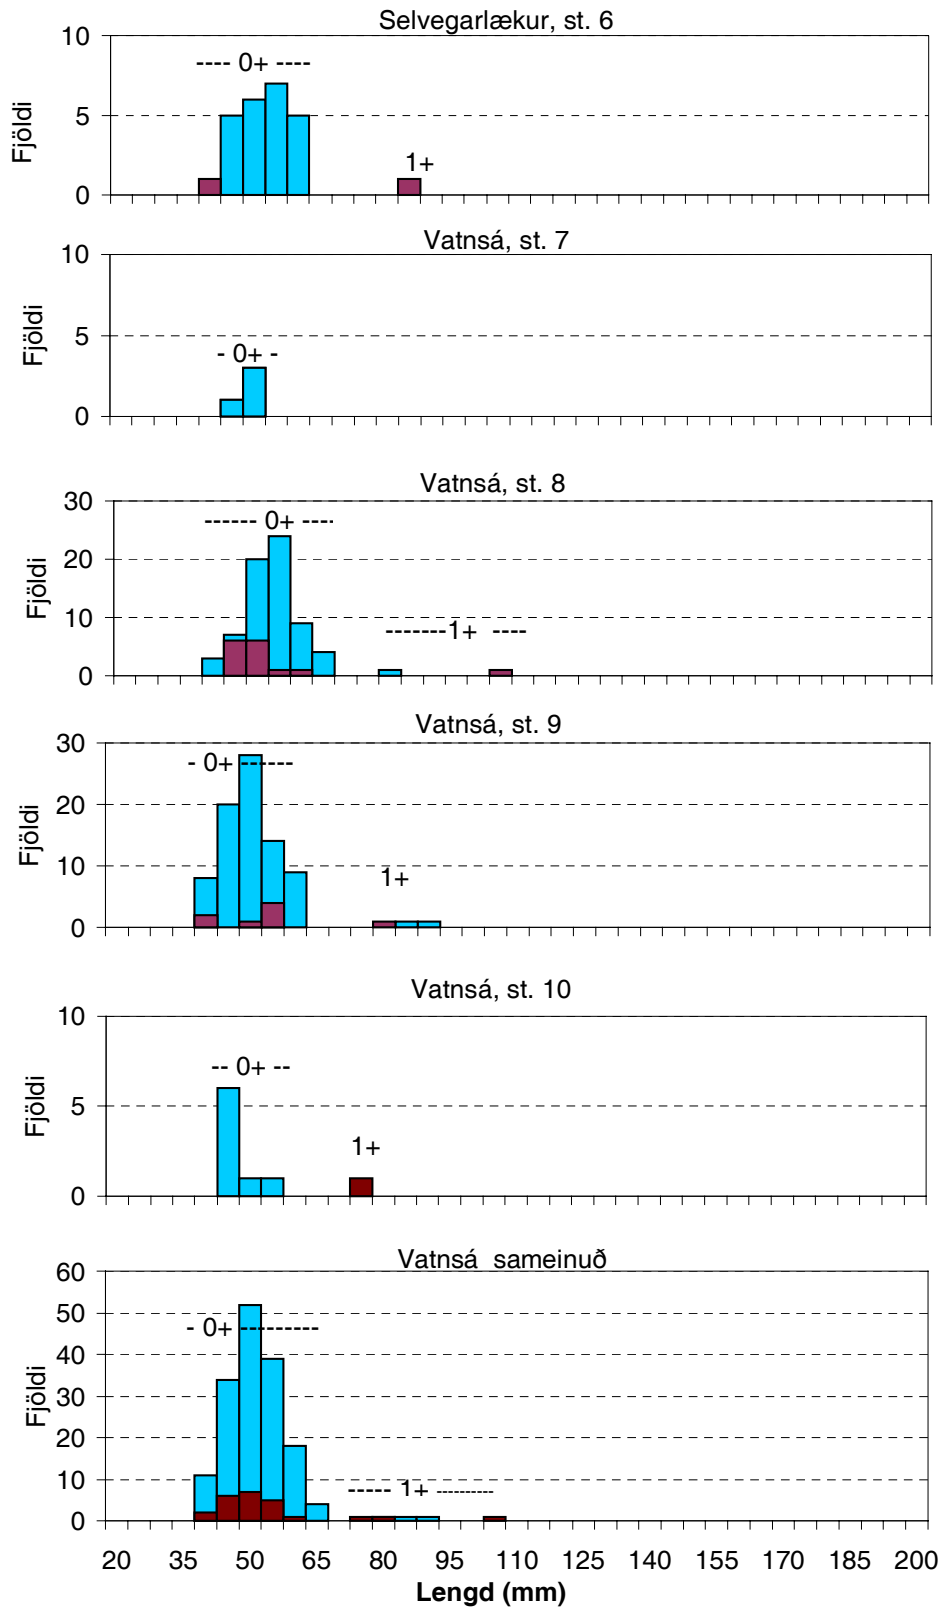 Selvegarlækur, st. 6
10
5
0
Fjöldi
---- 0+ ----
1+
Vatnsá, st. 7
10
5
0
Fjöldi
- 0+ -
Vatnsá, st. 8
30
20
10
0
Fjöldi
------ 0+ ----
-------1+ ----
Vatnsá, st. 9
30
20
10
0
Fjöldi
- 0+ ------
1+
Vatnsá, st. 10
10
5
0
Fjöldi
-- 0+ --
1+
Vatnsá sameinuð
60
50
40
30
20
10
0
Fjöldi
- 0+ ---------
----- 1+ ----------
20 35 50 65 80 95 110 125 140 155 170 185 200
Lengd (mm)